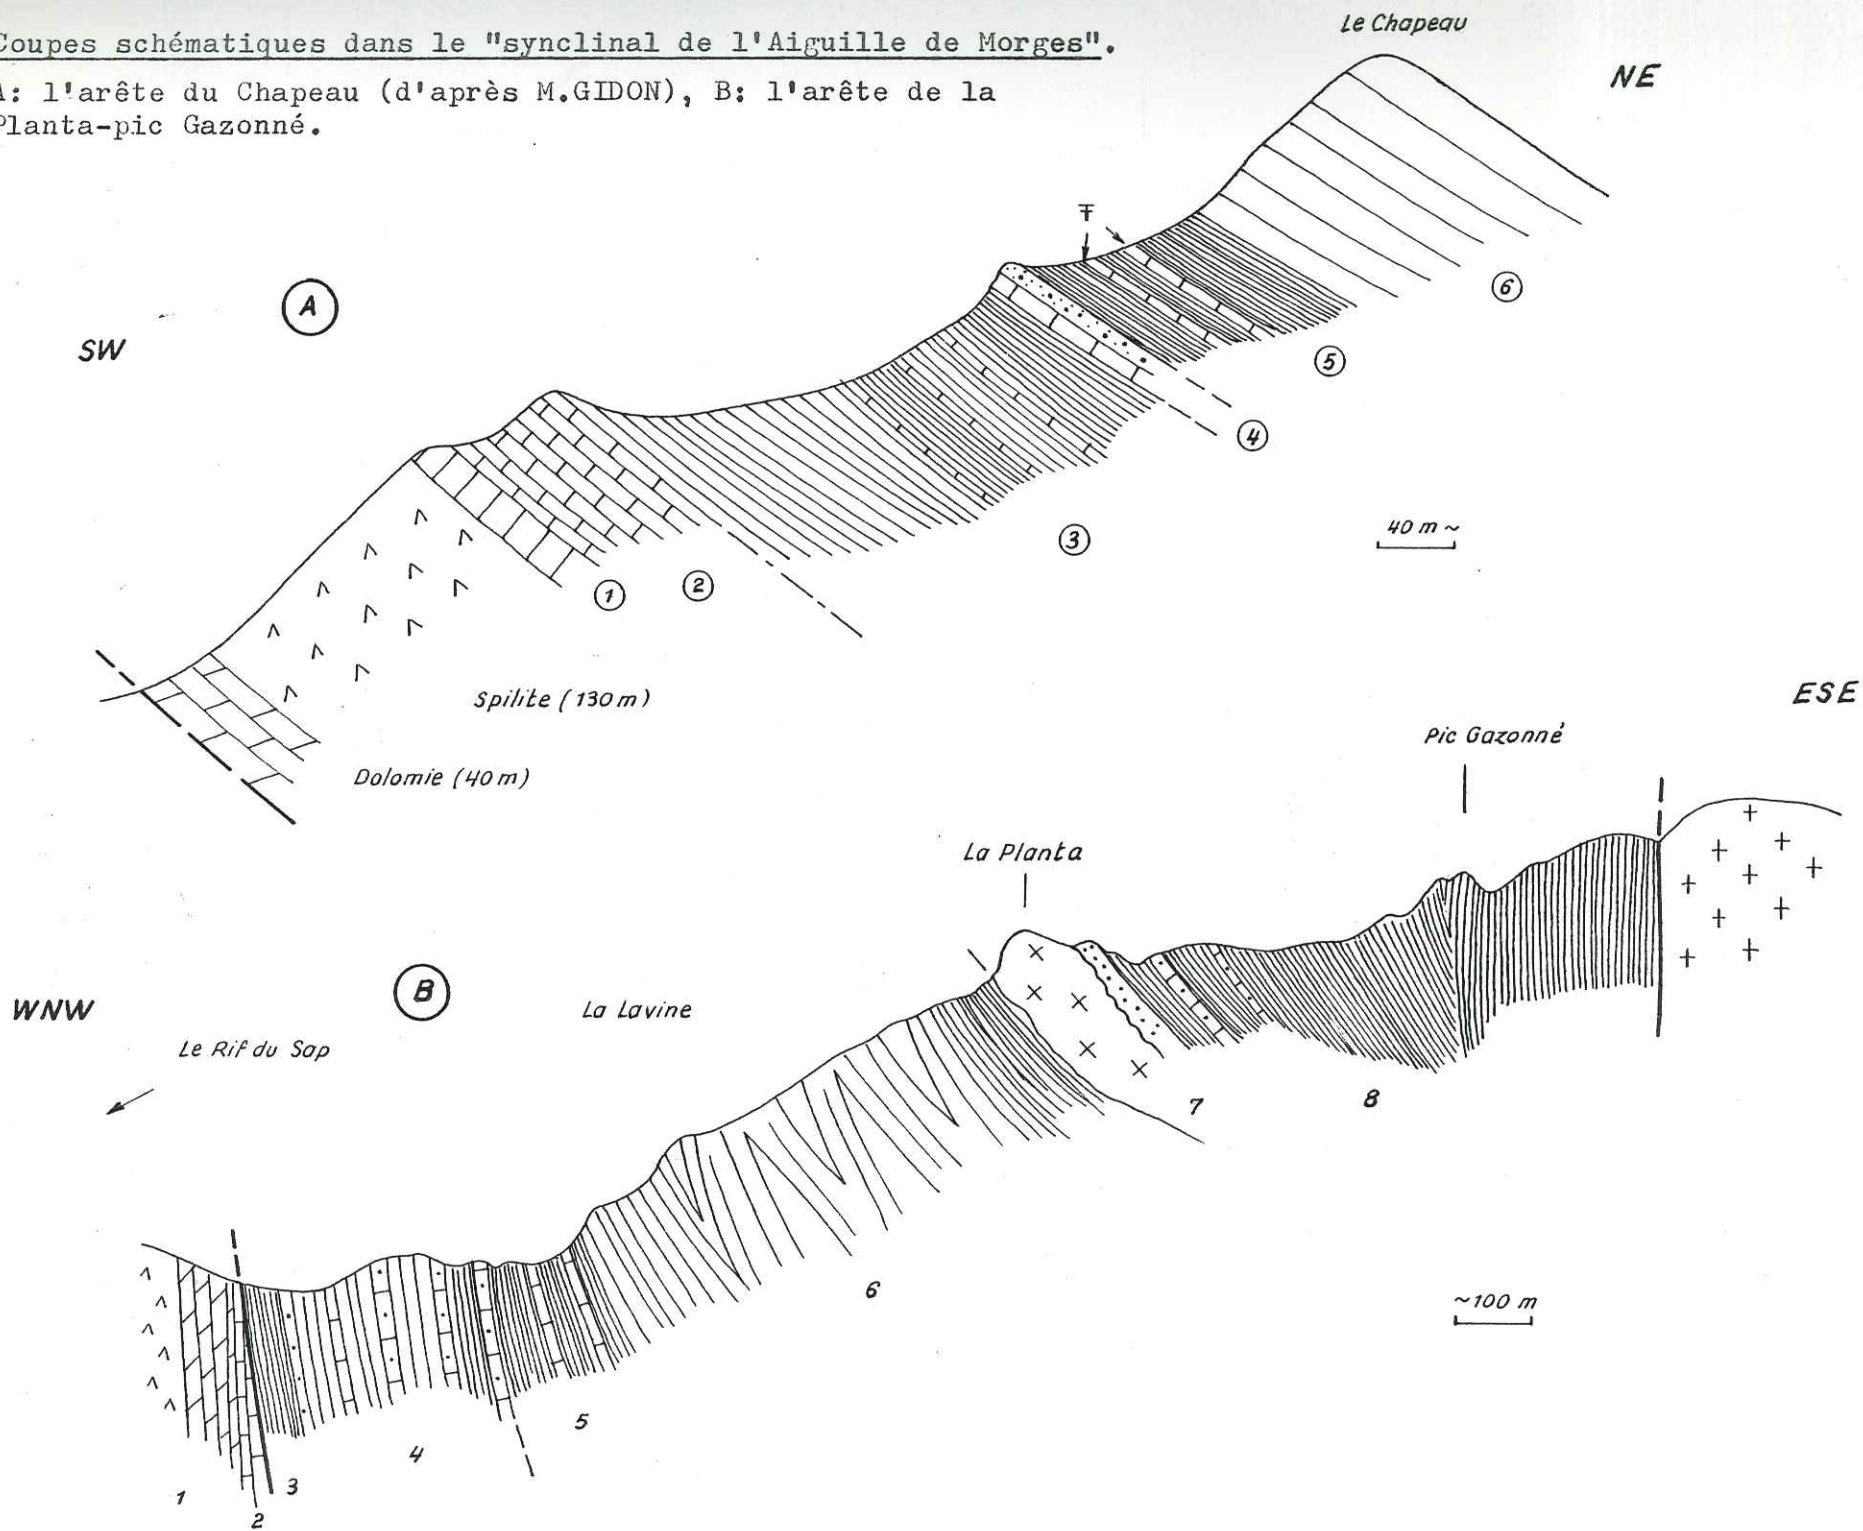 Coupes schématiques dans le "synclinal de l'Aiguille de Morges".
A: l'arête du Chapeau (d'après M.GIDON), B: l'arête de la
Planta-pic Gazonné.
Le Chapeau
NE
A
SW
Ŧ
6
5
4
3
40 m ~
1
2
Spilite (130 m)
Dolomie (40 m)
ESE
Pic Gazonné
La Planta
WNW
B
La Lavine
Le Rif du Sap
7
8
6
~100 m
5
4
3
1
2